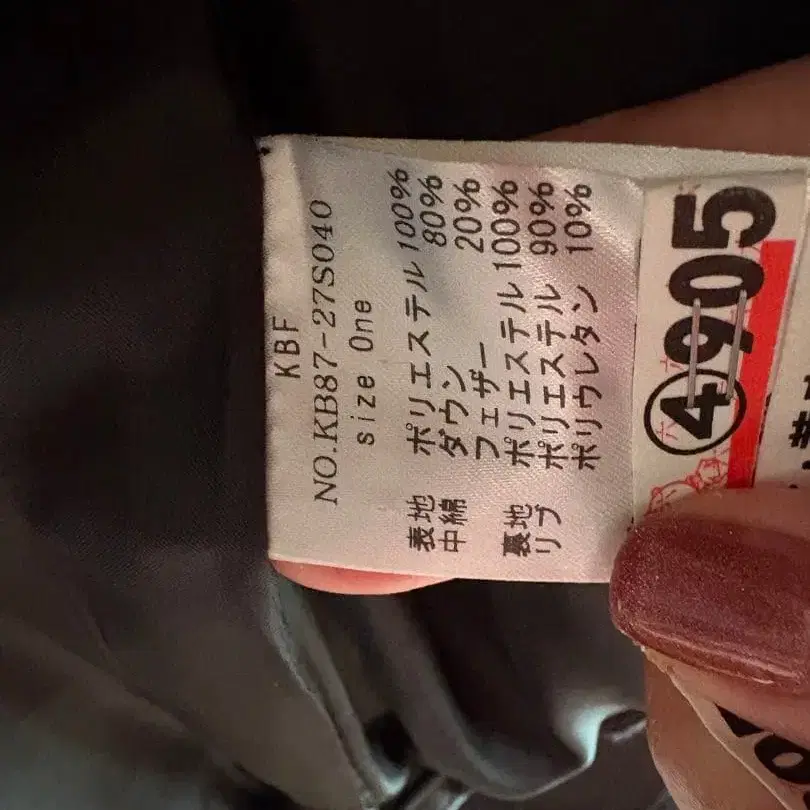 KBF
NO.KB87-27S040
size One
表地 ポリエステル 100%
中綿 ダウン 80%
フェザー 20%
裏地 ポリエステル 100%
リブ ポリエステル 90%
ポリウレタン 10%
④905